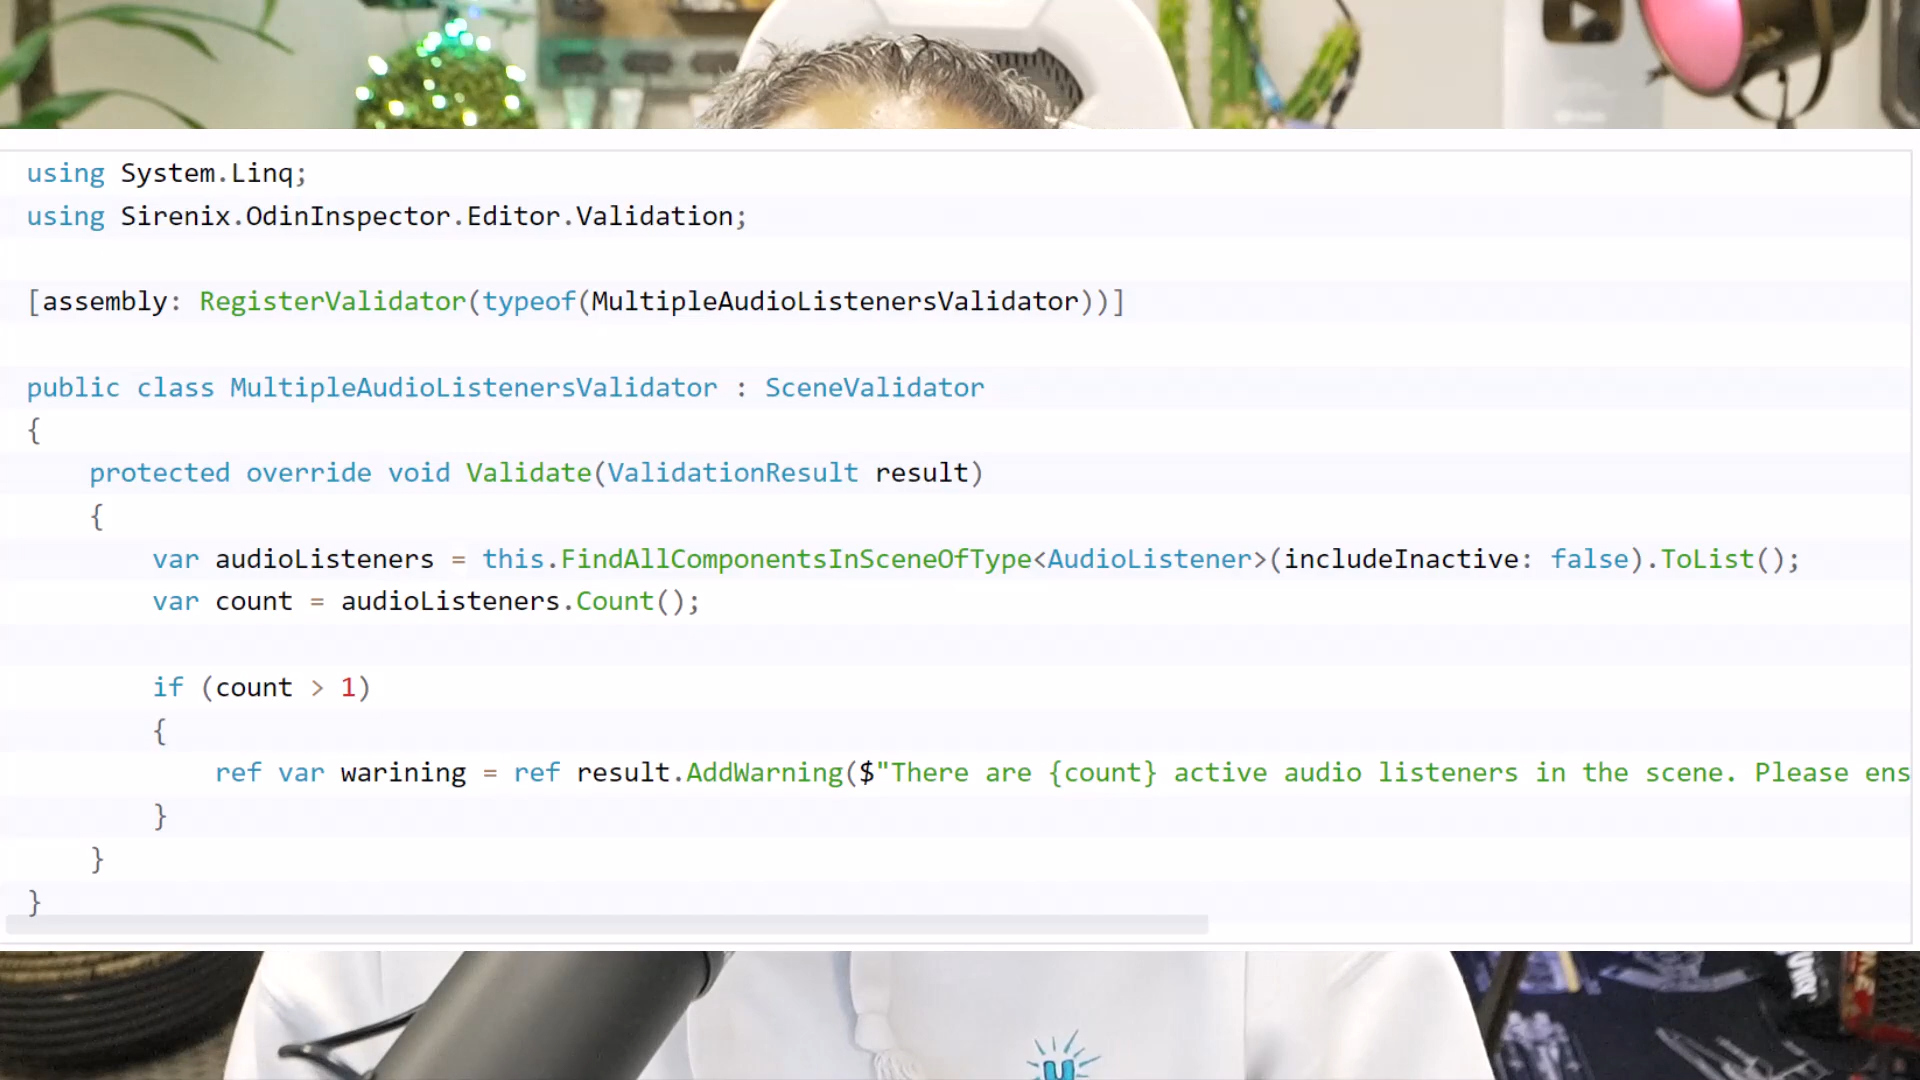 using System.Linq;
using Sirenix.OdinInspector.Editor.Validation;
[assembly: RegisterValidator(typeof(MultipleAudioListenersValidator))]
public class MultipleAudioListenersValidator : SceneValidator
{
    protected override void Validate(ValidationResult result)
    {
        var audioListeners = this.FindAllComponentsInSceneOfType<AudioListener>(includeInactive: false).ToList();
        var count = audioListeners.Count();
        if (count > 1)
        {
            ref var warining = ref result.AddWarning($"There are {count} active audio listeners in the scene. Please ens
        }
    }
}